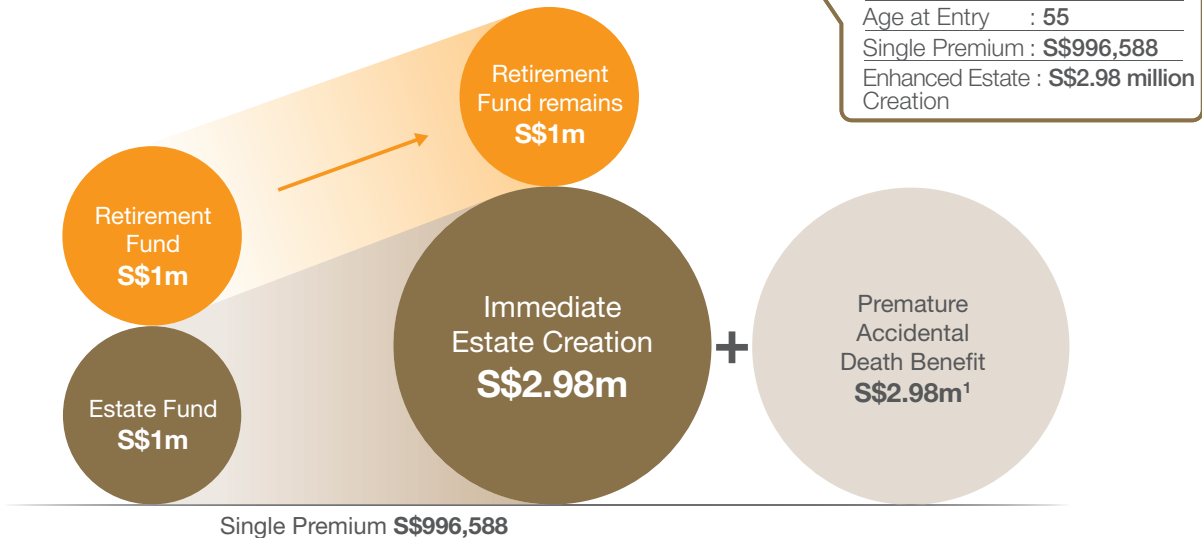 Age at Entry : 55
Single Premium : S$996,588
Enhanced Estate : S$2.98 million
Creation
Retirement
Fund remains
S$1m
Retirement
Fund
S$1m
Estate Fund
S$1m
Immediate
Estate Creation
S$2.98m
+
Premature
Accidental
Death Benefit
S$2.98m¹
Single Premium S$996,588